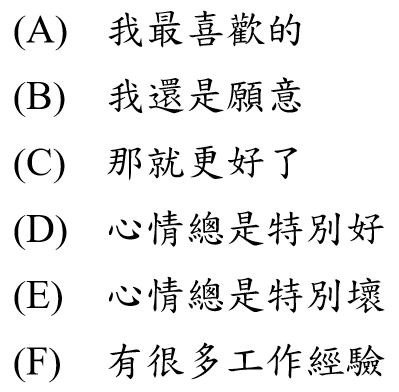 (A) 我最喜歡的
(B) 我還是願意
(C) 那就更好了
(D) 心情總是特別好
(E) 心情總是特別壞
(F) 有很多工作經驗